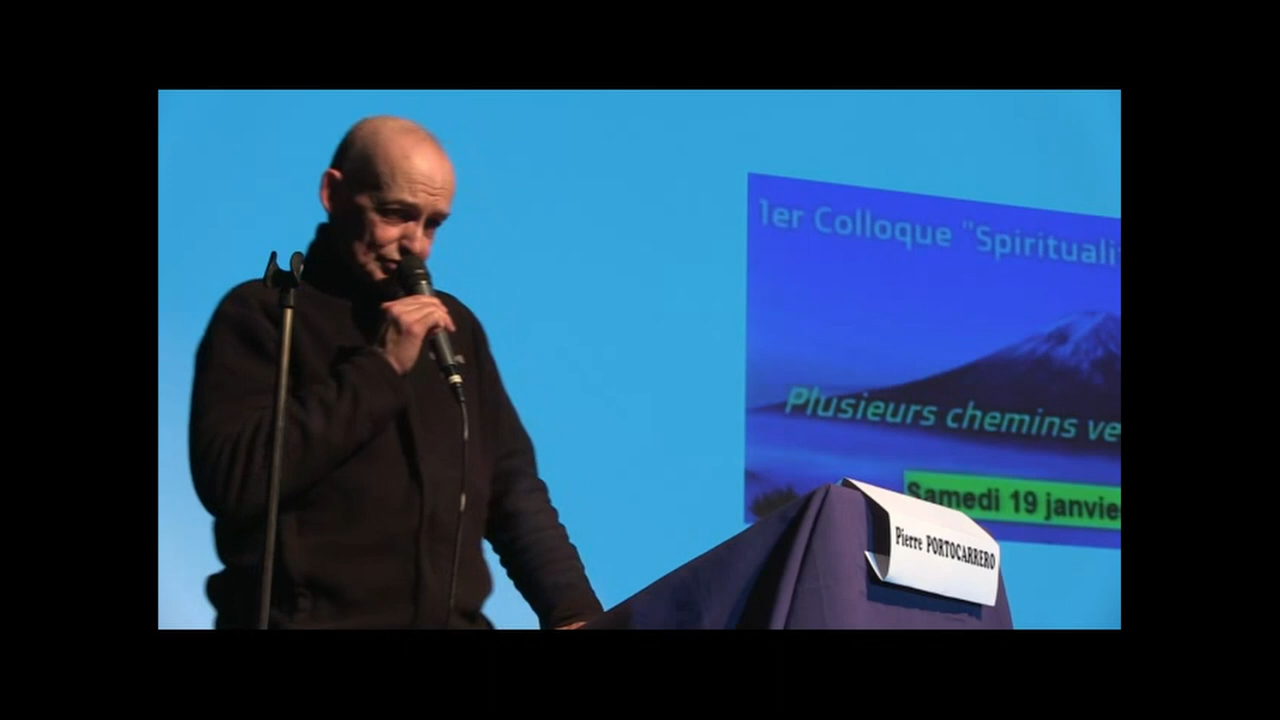 1er Colloque "Spirituali
Plusieurs chemins ve
Samedi 19 janvie
Pierre PORTOCARRERO